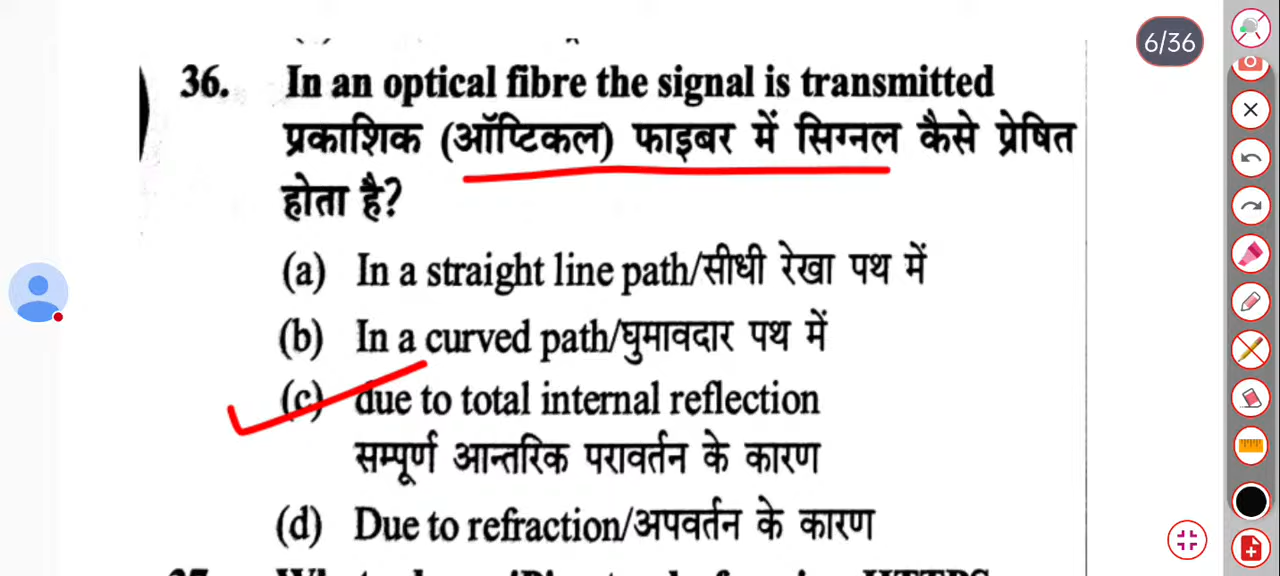 6/36
36. In an optical fibre the signal is transmitted
प्रकाशिक (ऑप्टिकल) फाइबर में सिग्नल कैसे प्रेषित
होता है?
(a) In a straight line path/सीधी रेखा पथ में
(b) In a curved path/घुमावदार पथ में
(c) due to total internal reflection
सम्पूर्ण आन्तरिक परावर्तन के कारण
(d) Due to refraction/अपवर्तन के कारण